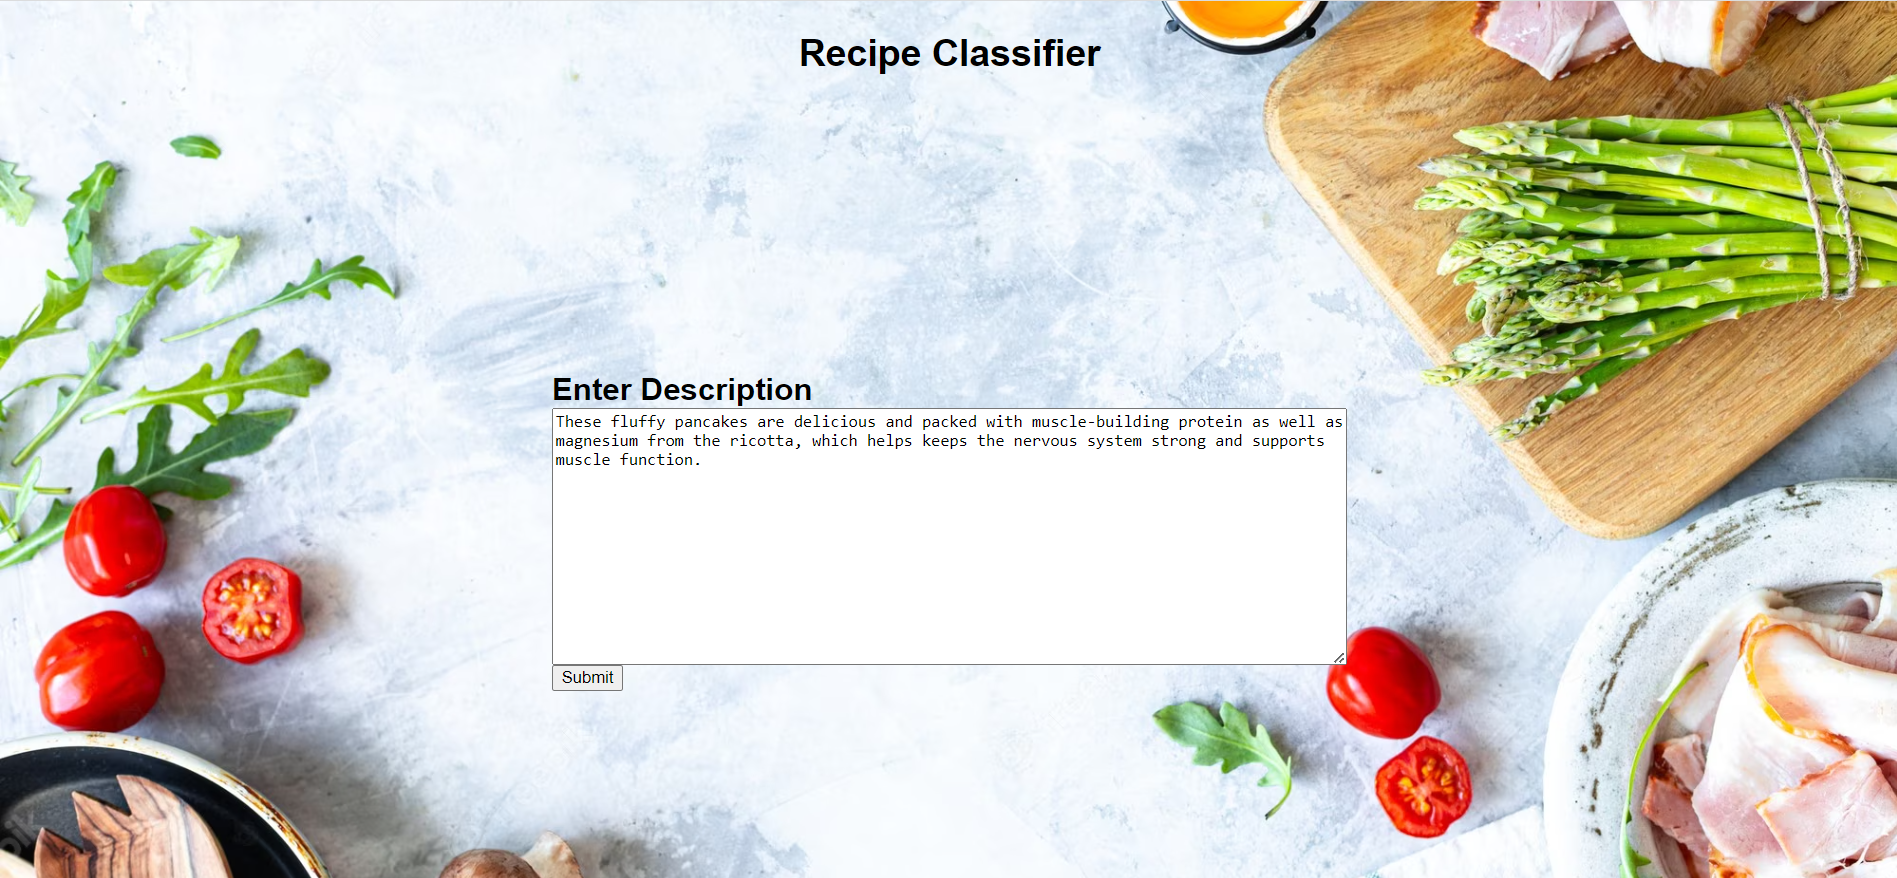 Recipe Classifier
Enter Description
These fluffy pancakes are delicious and packed with muscle-building protein as well as
magnesium from the ricotta, which helps keeps the nervous system strong and supports
muscle function.
Submit